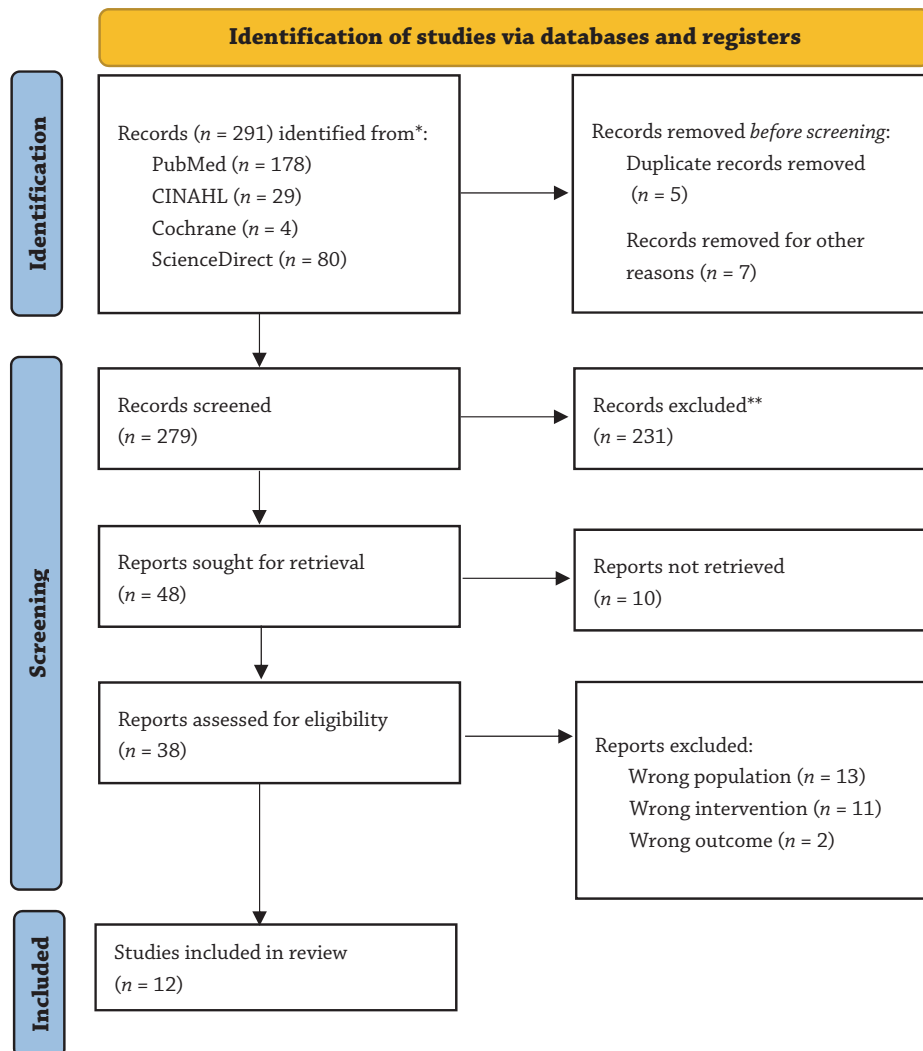 Identification of studies via databases and registers
Identification
Records (n = 291) identified from*:
PubMed (n = 178)
CINAHL (n = 29)
Cochrane (n = 4)
ScienceDirect (n = 80)
Records removed before screening:
Duplicate records removed
(n = 5)
Records removed for other
reasons (n = 7)
Screening
Records screened
(n = 279)
Records excluded**
(n = 231)
Reports sought for retrieval
(n = 48)
Reports not retrieved
(n = 10)
Reports assessed for eligibility
(n = 38)
Reports excluded:
Wrong population (n = 13)
Wrong intervention (n = 11)
Wrong outcome (n = 2)
Included
Studies included in review
(n = 12)